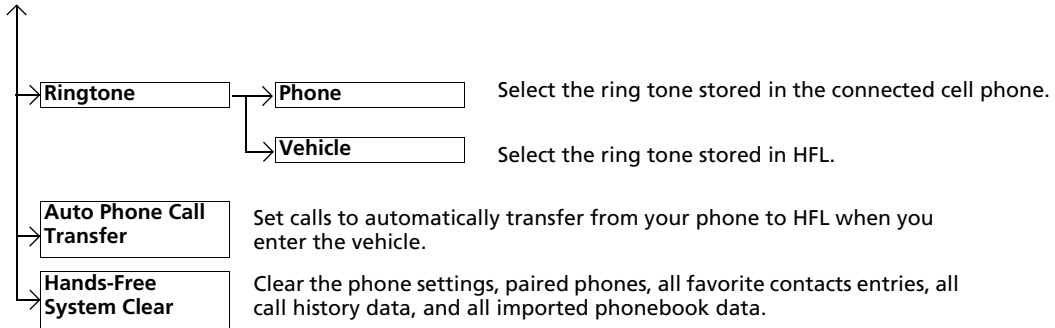 Ringtone
Phone
Select the ring tone stored in the connected cell phone.
Vehicle
Select the ring tone stored in HFL.
Auto Phone Call
Transfer
Set calls to automatically transfer from your phone to HFL when you
enter the vehicle.
Hands-Free
System Clear
Clear the phone settings, paired phones, all favorite contacts entries, all
call history data, and all imported phonebook data.